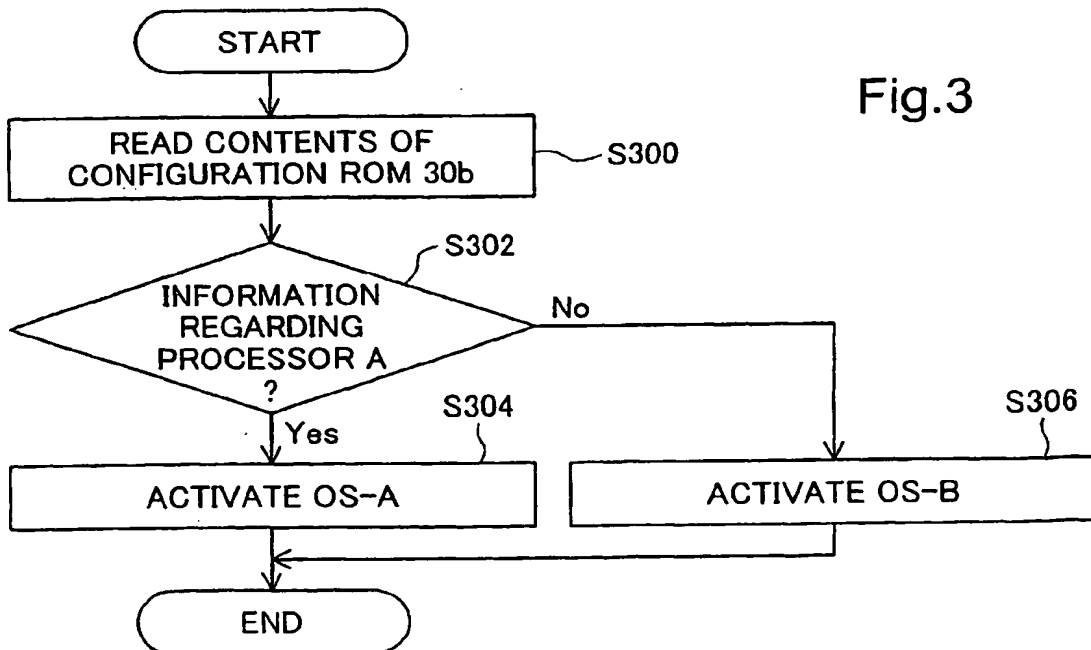 START
Fig.3
READ CONTENTS OF
CONFIGURATION ROM 30b
S300
S302
INFORMATION
REGARDING
PROCESSOR A
?
No
Yes
S304
S306
ACTIVATE OS-A
ACTIVATE OS-B
END